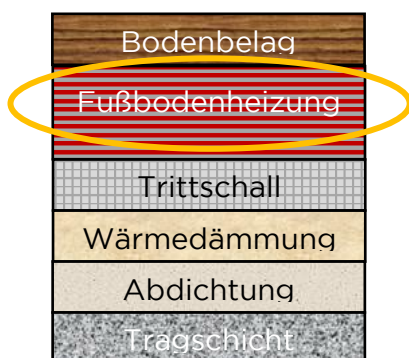 Bodenbelag
Fußbodenheizung
Trittschall
Wärmedämmung
Abdichtung
Tragschicht